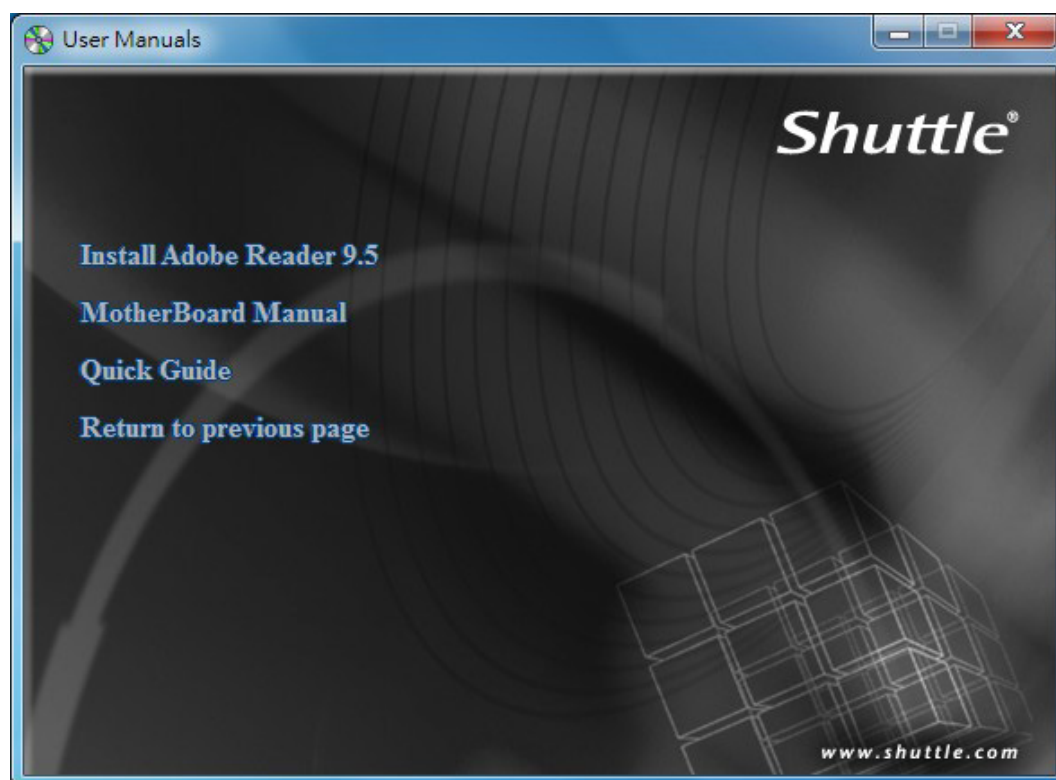 User Manuals
Shuttle®
Install Adobe Reader 9.5
MotherBoard Manual
Quick Guide
Return to previous page
www.shuttle.com